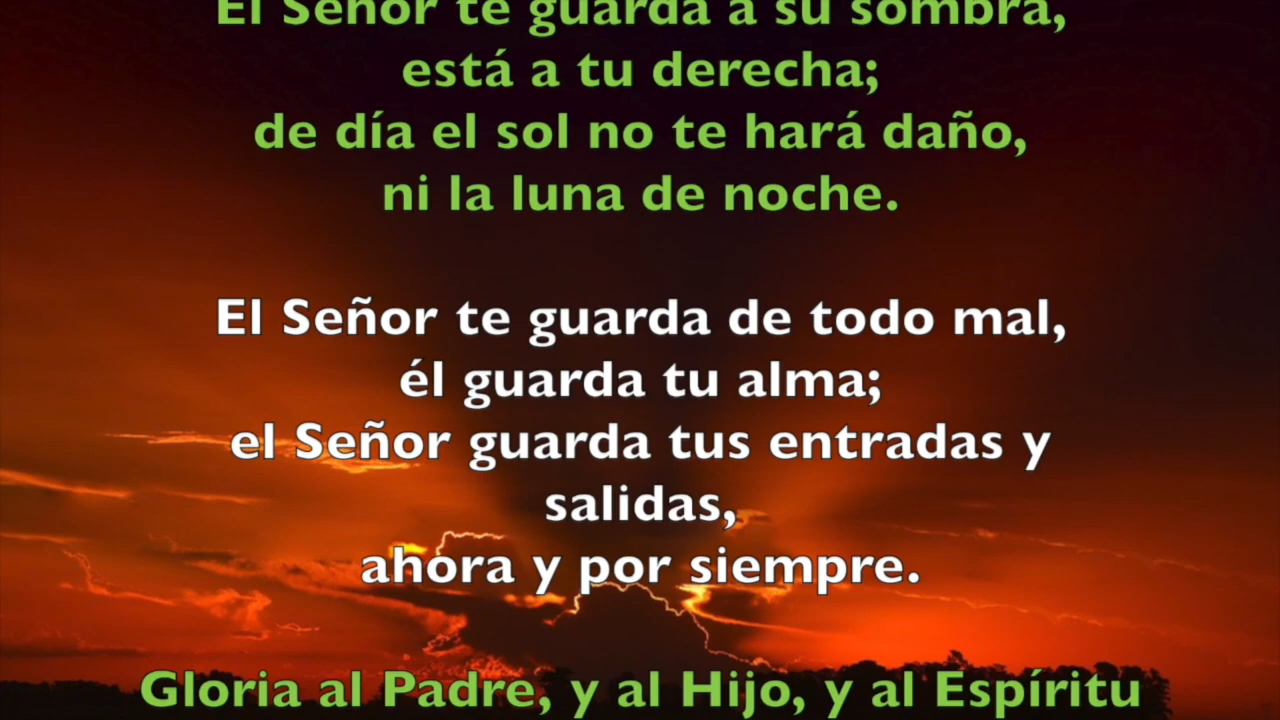 El Señor te guarda a su sombra,
está a tu derecha;
de día el sol no te hará daño,
ni la luna de noche.
El Señor te guarda de todo mal,
él guarda tu alma;
el Señor guarda tus entradas y
salidas,
ahora y por siempre.
Gloria al Padre, y al Hijo, y al Espíritu